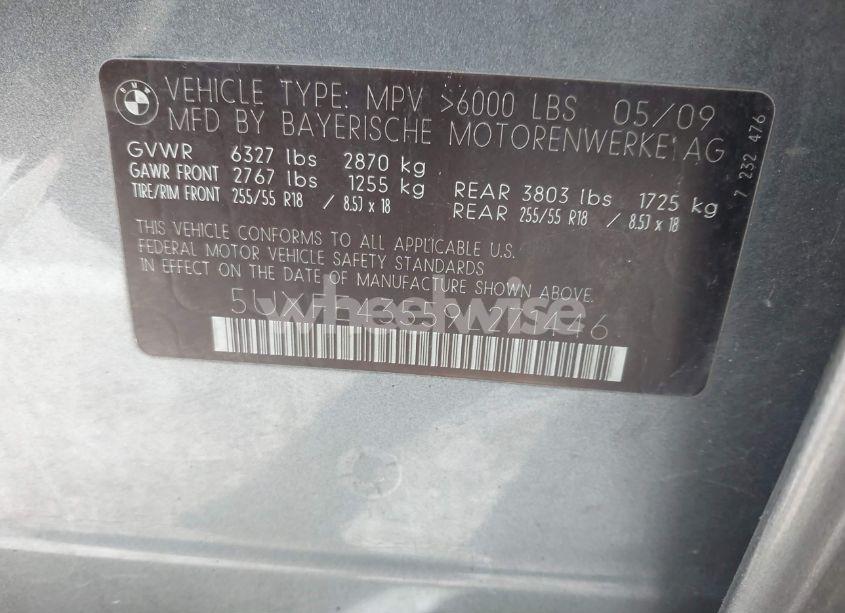 BMW
VEHICLE TYPE: MPV >6000 LBS 05/09
MFD BY BAYERISCHE MOTORENWERKE AG
GVWR 6327 lbs 2870 kg
GAWR FRONT 2767 lbs 1255 kg REAR 3803 lbs 1725 kg
TIRE/RIM FRONT 255/55 R18 / 8.5J x 18 REAR 255/55 R18 / 8.5J x 18
THIS VEHICLE CONFORMS TO ALL APPLICABLE U.S.
FEDERAL MOTOR VEHICLE SAFETY STANDARDS
IN EFFECT ON THE DATE OF MANUFACTURE SHOWN ABOVE.
wheelwise
7 232 476